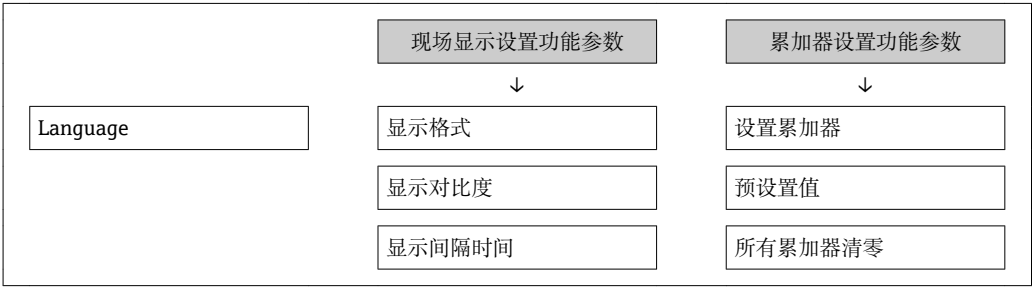 现场显示设置功能参数
累加器设置功能参数
↓
↓
Language
显示格式
设置累加器
显示对比度
预设置值
显示间隔时间
所有累加器清零